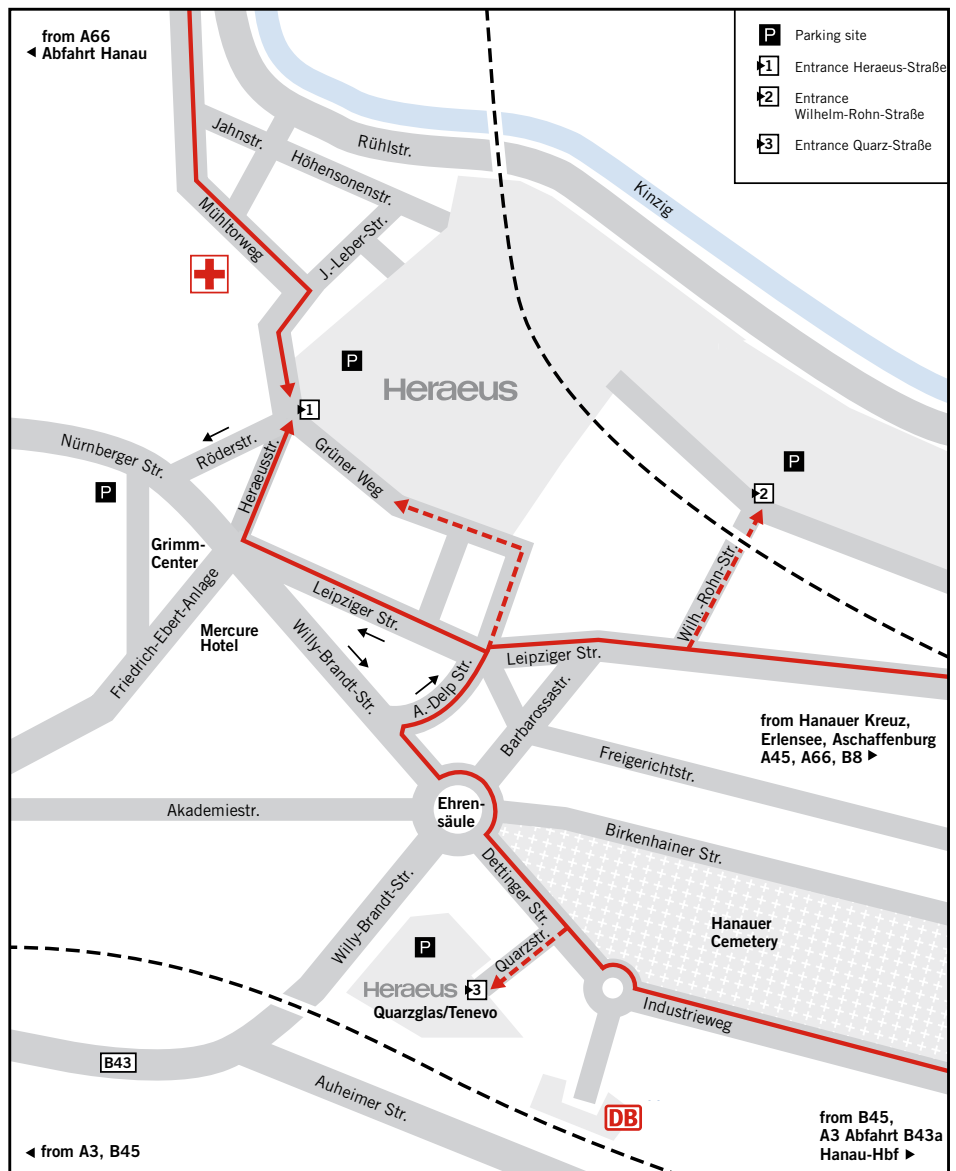 from A66
Abfahrt Hanau
P Parking site
1 Entrance Heraeus-Straße
2 Entrance
Wilhelm-Rohn-Straße
3 Entrance Quarz-Straße
Jahnstr.
Höhensonenstr.
Rühlstr.
Kinzig
Mühltorweg
J.-Leber-Str.
P
Heraeus
1
Nürnberger Str.
Röderstr.
Heraeusstr.
Grüner Weg
P
P
2
Grimm-
Center
Friedrich-Ebert-Anlage
Mercure
Hotel
Leipziger Str.
Willy-Brandt-Str.
A.-Delp Str.
Leipziger Str.
Wilh.-Rohn-Str.
Barbarossastr.
from Hanauer Kreuz,
Erlensee, Aschaffenburg
A45, A66, B8
Freigerichtstr.
Akademiestr.
Ehren-
säule
Birkenhainer Str.
Dettinger Str.
Willy-Brandt-Str.
Hanauer
Cemetery
P
Quarzstr.
Heraeus
3
Quarzglas/Tenevo
Industrieweg
B43
Auheimer Str.
DB
from A3, B45
from B45,
A3 Abfahrt B43a
Hanau-Hbf